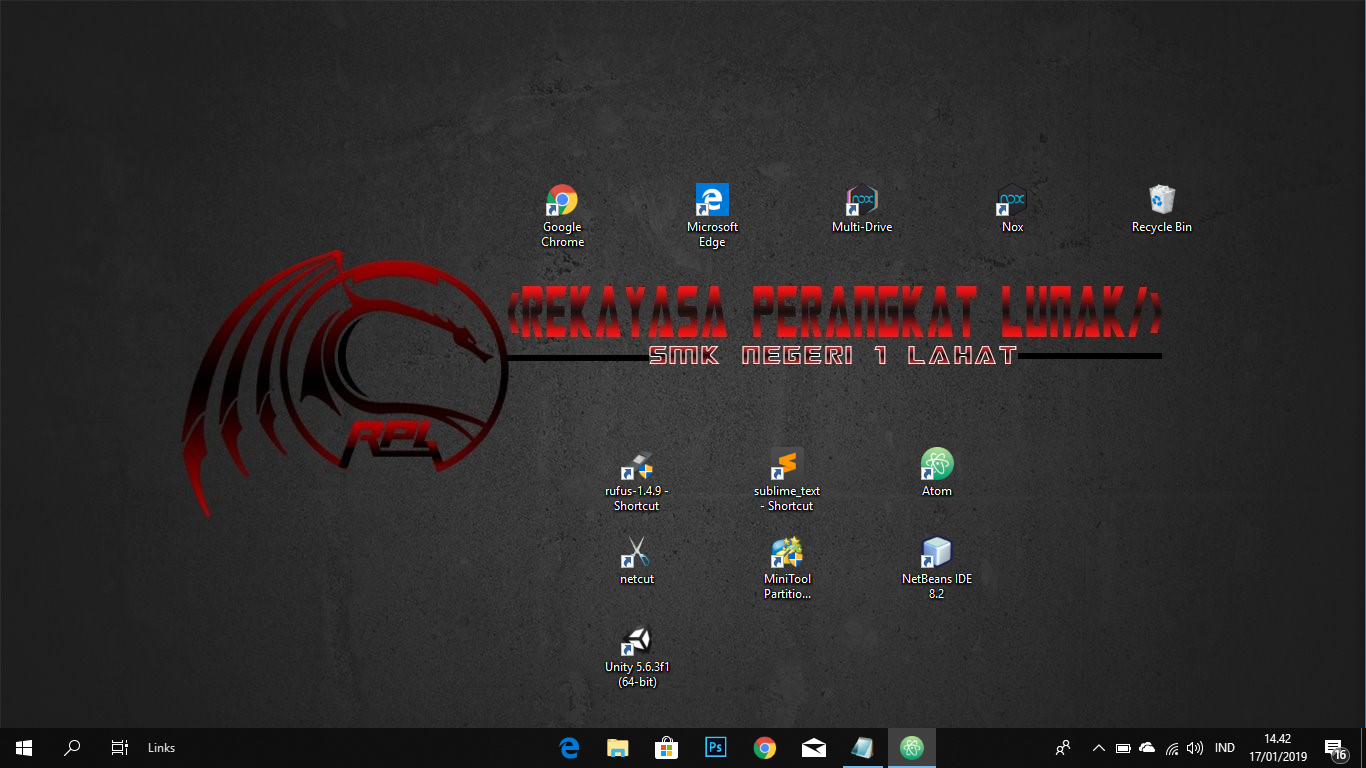 Google
Chrome
Microsoft
Edge
nox
Multi-Drive
nox
Nox
Recycle Bin
<REKAYASA PERANGKAT LUNAK/>
SMK NEGERI 1 LAHAT
RPL
rufus-1.4.9 -
Shortcut
sublime_text
- Shortcut
Atom
netcut
MiniTool
Partitio...
NetBeans IDE
8.2
Unity 5.6.3f1
(64-bit)
Links
Ps
IND
14.42
17/01/2019
16